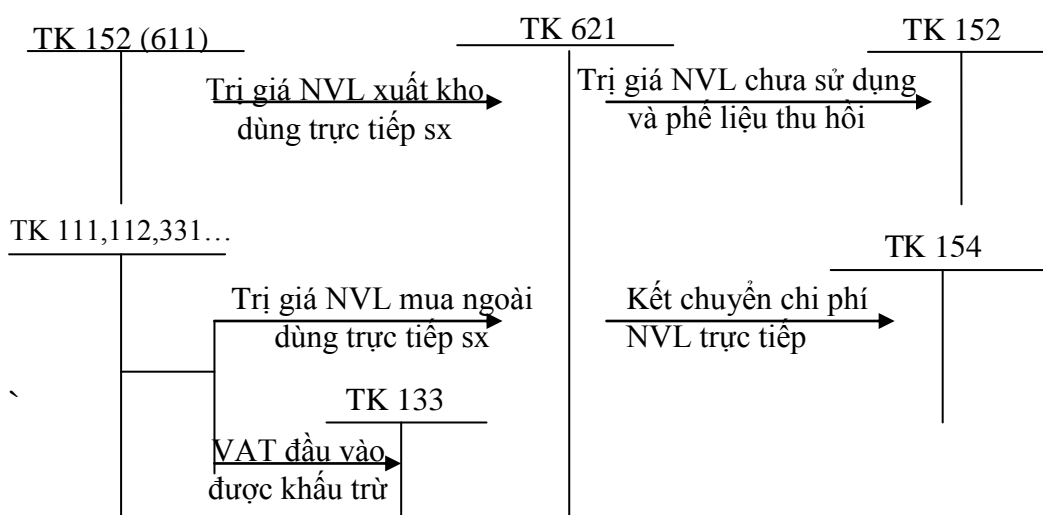 TK 152 (611)
TK 621
TK 152
Trị giá NVL xuất kho
dùng trực tiếp sx
Trị giá NVL chưa sử dụng
và phế liệu thu hồi
TK 111,112,331…
TK 154
Trị giá NVL mua ngoài
dùng trực tiếp sx
Kết chuyển chi phí
NVL trực tiếp
`
TK 133
VAT đầu vào
được khấu trừ